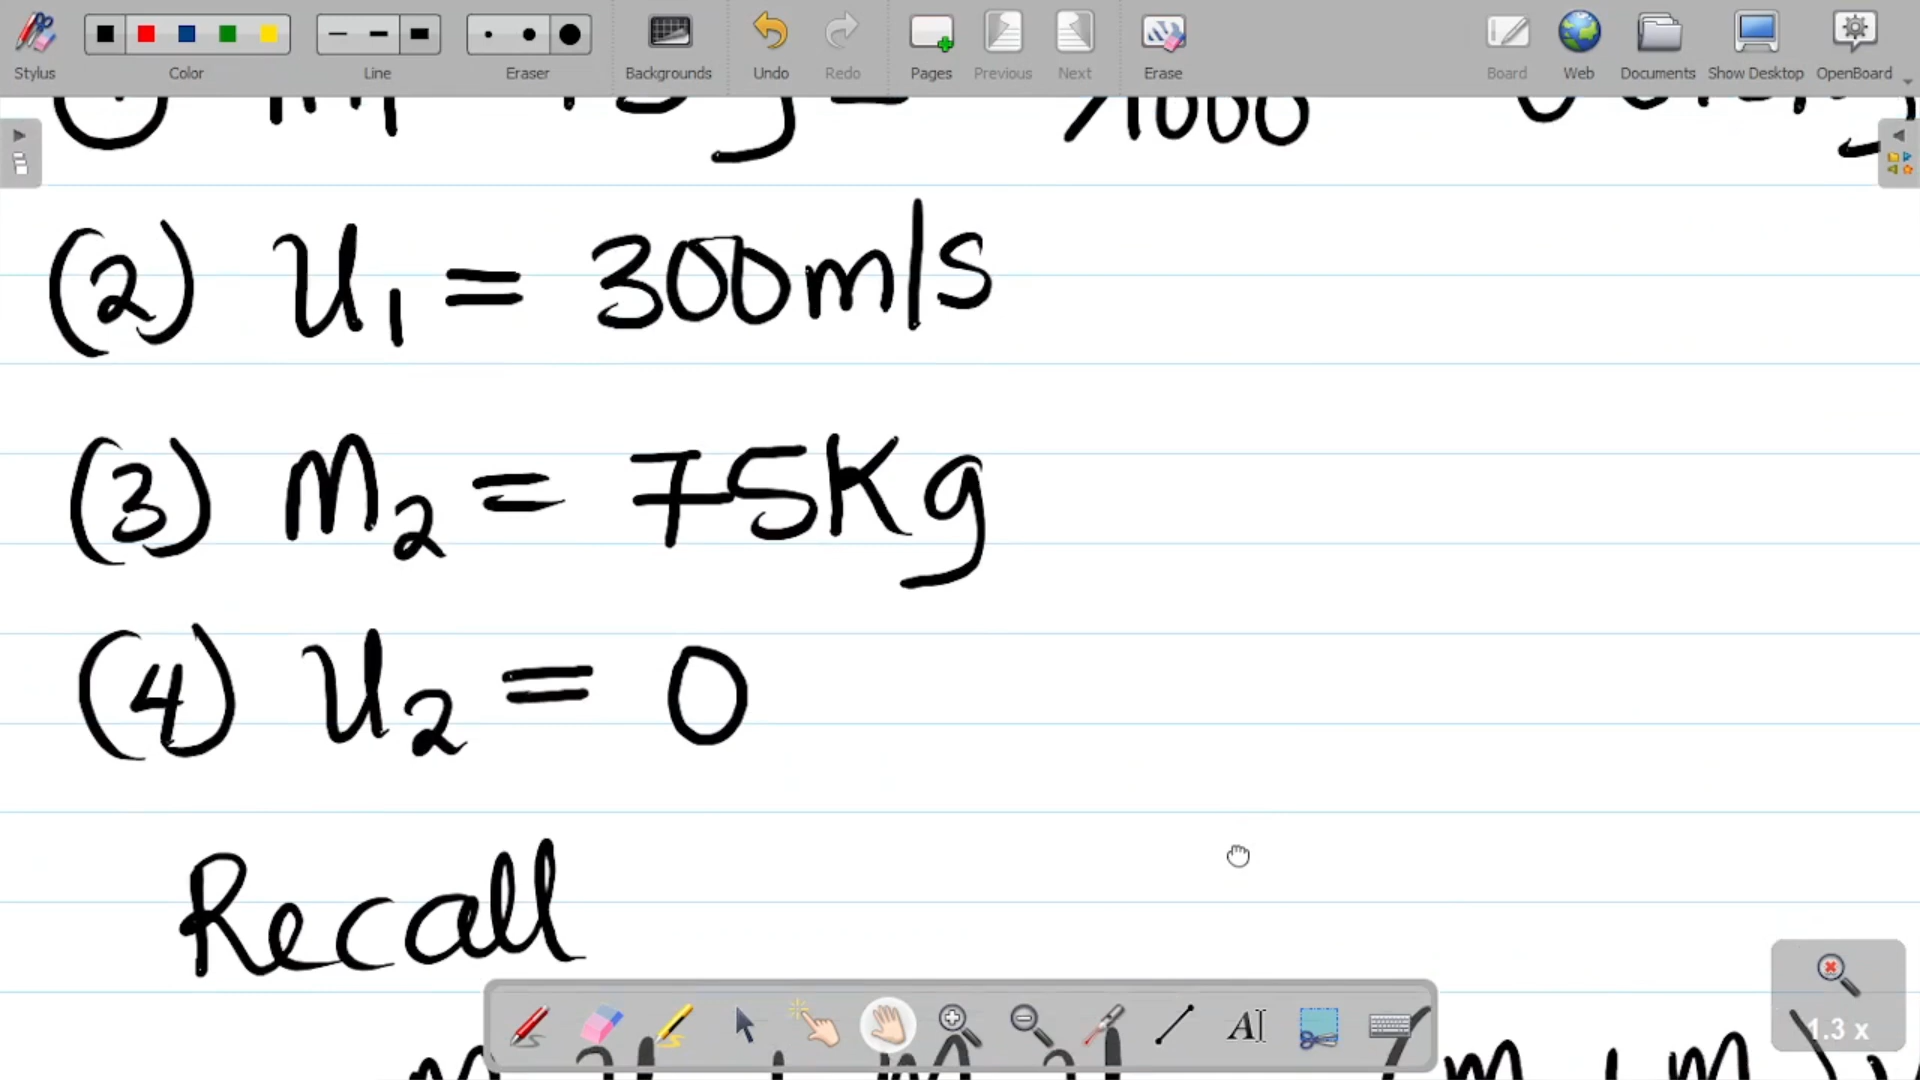 Stylus Color Line Eraser Backgrounds Undo Redo Pages Previous Next Erase Board Web Documents Show Desktop OpenBoard
(2) U1 = 300m/s
(3) M2 = 75Kg
(4) U2 = 0
Recall
1.3 x